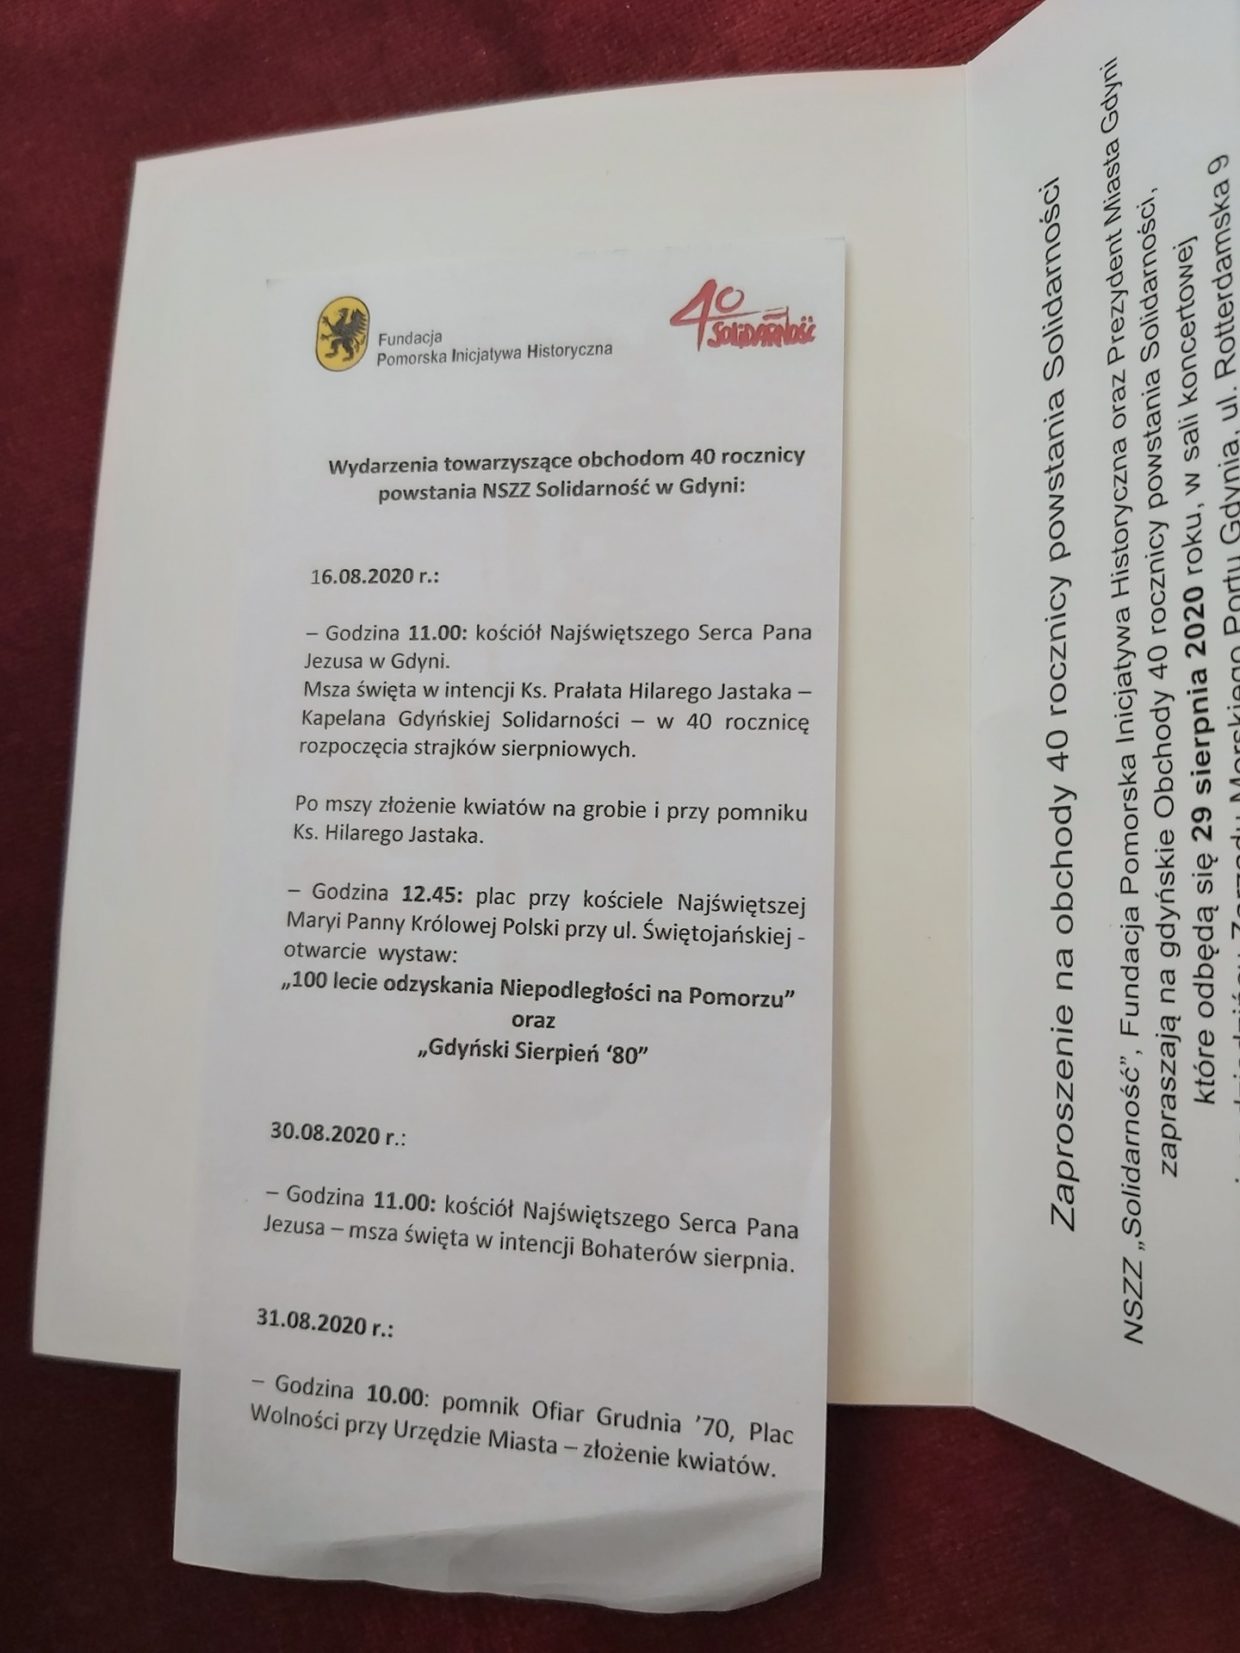 Fundacja
Pomorska Inicjatywa Historyczna
40
SOLIDARNOŚĆ
Wydarzenia towarzyszące obchodom 40 rocznicy
powstania NSZZ Solidarność w Gdyni:
16.08.2020 r.:
– Godzina 11.00: kościół Najświętszego Serca Pana
Jezusa w Gdyni.
Msza święta w intencji Ks. Prałata Hilarego Jastaka –
Kapelana Gdyńskiej Solidarności – w 40 rocznicę
rozpoczęcia strajków sierpniowych.
Po mszy złożenie kwiatów na grobie i przy pomniku
Ks. Hilarego Jastaka.
– Godzina 12.45: plac przy kościele Najświętszej
Maryi Panny Królowej Polski przy ul. Świętojańskiej -
otwarcie wystaw:
„100 lecie odzyskania Niepodległości na Pomorzu”
oraz
„Gdyński Sierpień ‘80”
30.08.2020 r.:
– Godzina 11.00: kościół Najświętszego Serca Pana
Jezusa – msza święta w intencji Bohaterów sierpnia.
31.08.2020 r.:
– Godzina 10.00: pomnik Ofiar Grudnia ’70, Plac
Wolności przy Urzędzie Miasta – złożenie kwiatów.
Zaproszenie na obchody 40 rocznicy powstania Solidarności
NSZZ „Solidarność”, Fundacja Pomorska Inicjatywa Historyczna oraz Prezydent Miasta Gdyni
zapraszają na gdyńskie Obchody 40 rocznicy powstania Solidarności,
które odbędą się 29 sierpnia 2020 roku, w sali koncertowej
Zarządu Morskiego Portu Gdynia, ul. Rotterdamska 9